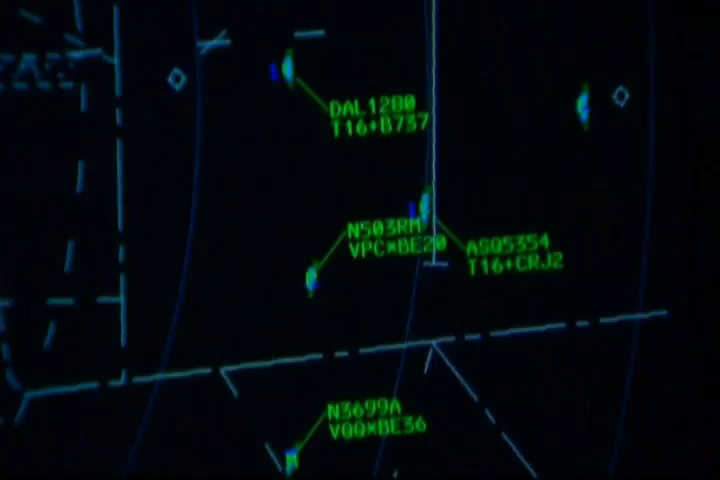 DAL1280
T16+B737
N503RM
VPC*BE20
ASQ5354
T16+CRJ2
N3699A
VQQ*BE36